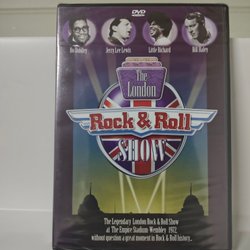 DVD
Bo Diddley Jerry Lee Lewis Little Richard Bill Haley
The London
Rock & Roll
SHOW
The Legendary London Rock & Roll Show
at The Empire Stadium Wembley 1972,
without question a great moment in Rock & Roll history...